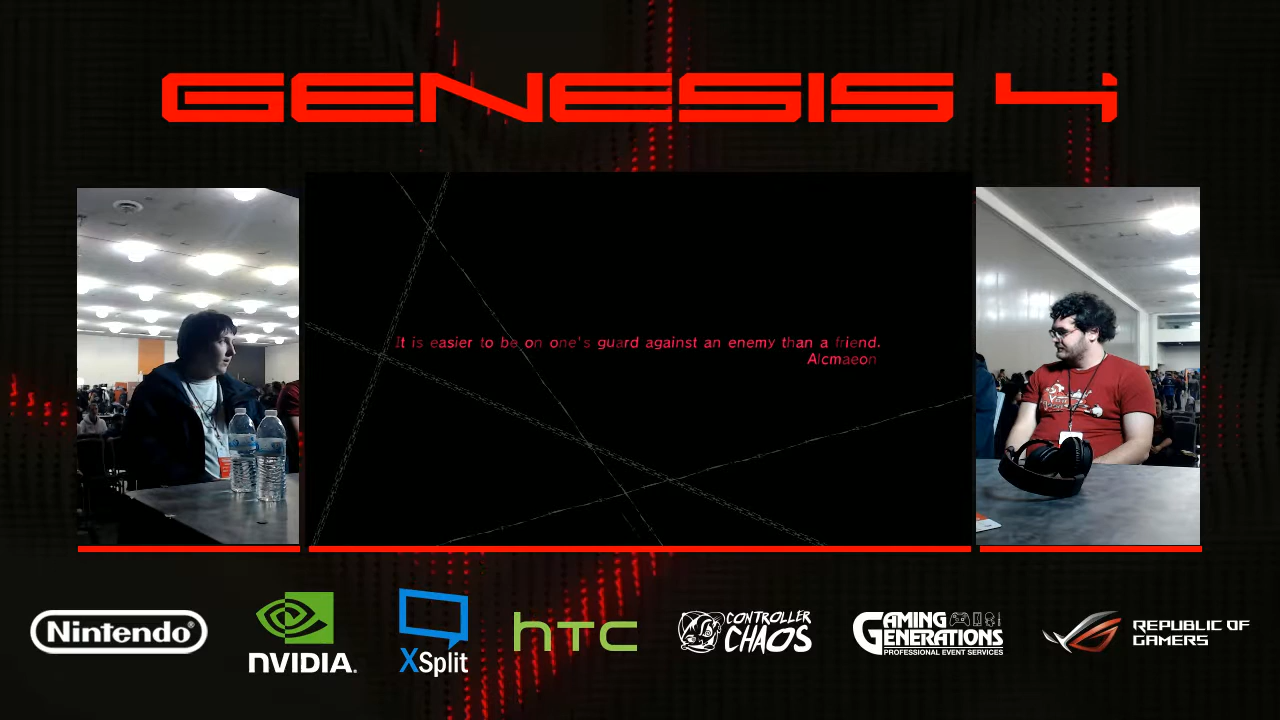 GENESIS 4
It is easier to be on one's guard against an enemy than a friend.
Alcmaeon
Nintendo®
NVIDIA.
XSplit
hTC
CONTROLLER
CHAOS
GAMING
GENERATIONS
PROFESSIONAL EVENT SERVICES
REPUBLIC OF
GAMERS